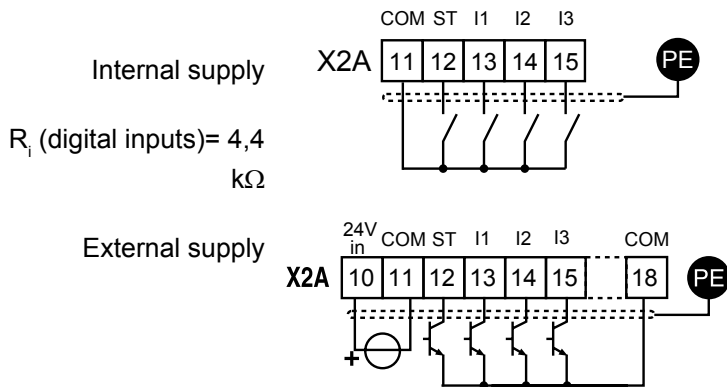 COM ST I1 I2 I3
Internal supply X2A 11 12 13 14 15 PE
Ri (digital inputs)= 4,4
kΩ
24V
in COM ST I1 I2 I3 COM
External supply
X2A 10 11 12 13 14 15 18 PE
+